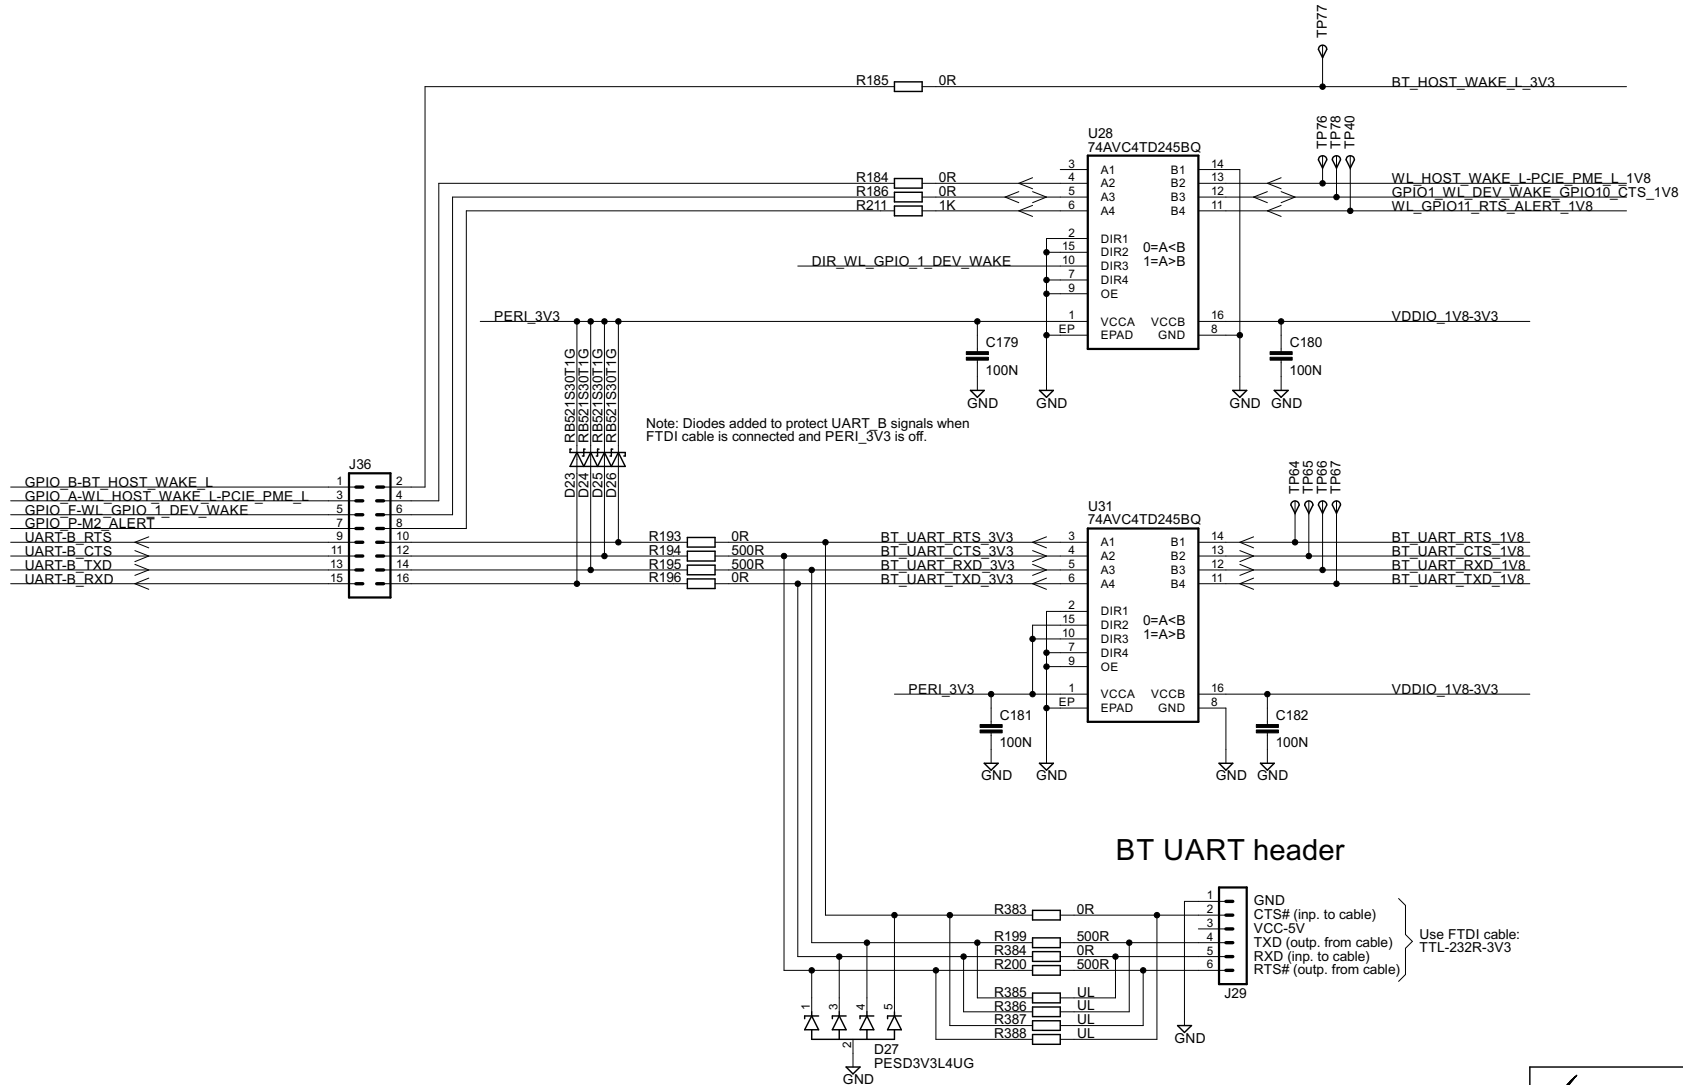 TP77
R185 0R BT_HOST_WAKE_L_3V3
U28
74AVC4TD245BQ
TP76 TP78 TP40
3 A1 B1 14
R184 0R 4 A2 B2 13 WL_HOST_WAKE_L-PCIE_PME_L_1V8
R186 0R 5 A3 B3 12 GPIO1_WL_DEV_WAKE_GPIO10_CTS_1V8
R211 1K 6 A4 B4 11 WL_GPIO11_RTS_ALERT_1V8
2 DIR1
15 DIR2 0=A<B
DIR_WL_GPIO_1_DEV_WAKE 10 DIR3 1=A>B
7 DIR4
9 OE
PERI_3V3 1 VCCA VCCB 16 VDDIO_1V8-3V3
EP EPAD GND 8
C179 C180
100N 100N
GND GND GND GND
RB521S30T1G RB521S30T1G RB521S30T1G RB521S30T1G
D23 D24 D25 D26
Note: Diodes added to protect UART_B signals when
FTDI cable is connected and PERI_3V3 is off.
J36
GPIO_B-BT_HOST_WAKE_L 1 2
GPIO_A-WL_HOST_WAKE_L-PCIE_PME_L 3 4
GPIO_F-WL_GPIO_1_DEV_WAKE 5 6
GPIO_P-M2_ALERT 7 8
UART-B_RTS 9 10
UART-B_CTS 11 12
UART-B_TXD 13 14
UART-B_RXD 15 16
TP64 TP65 TP66 TP67
U31
74AVC4TD245BQ
R193 0R BT_UART_RTS_3V3 3 A1 B1 14 BT_UART_RTS_1V8
R194 500R BT_UART_CTS_3V3 4 A2 B2 13 BT_UART_CTS_1V8
R195 500R BT_UART_RXD_3V3 5 A3 B3 12 BT_UART_RXD_1V8
R196 0R BT_UART_TXD_3V3 6 A4 B4 11 BT_UART_TXD_1V8
2 DIR1
15 DIR2 0=A<B
10 DIR3 1=A>B
7 DIR4
9 OE
PERI_3V3 1 VCCA VCCB 16 VDDIO_1V8-3V3
EP EPAD GND 8
C181 C182
100N 100N
GND GND GND GND
BT UART header
1 GND
R383 0R 2 CTS# (inp. to cable)
3 VCC-5V
R199 500R 4 TXD (outp. from cable)
R384 0R 5 RXD (inp. to cable)
R200 500R 6 RTS# (outp. from cable)
Use FTDI cable:
TTL-232R-3V3
J29
R385 UL
R386 UL
R387 UL
R388 UL
GND
1 3 4 5
2
D27
PESD3V3L4UG
GND